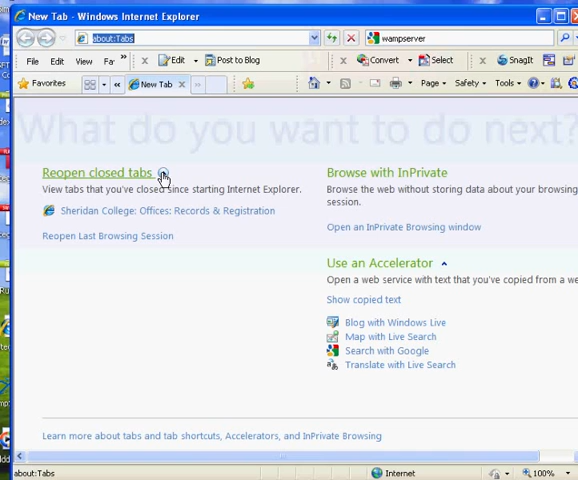 New Tab - Windows Internet Explorer
about:Tabs
wampserver
File Edit View Fa
Edit
Post to Blog
Convert
Select
SnagIt
Favorites
New Tab
Page
Safety
Tools
What do you want to do next?
Reopen closed tabs
View tabs that you've closed since starting Internet Explorer.
Sheridan College: Offices: Records & Registration
Reopen Last Browsing Session
Browse with InPrivate
Browse the web without storing data about your browsing
session.
Open an InPrivate Browsing window
Use an Accelerator
Open a web service with text that you've copied from a we
Show copied text
Blog with Windows Live
Map with Live Search
Search with Google
Translate with Live Search
Learn more about tabs and tab shortcuts, Accelerators, and InPrivate Browsing
about:Tabs
Internet
100%